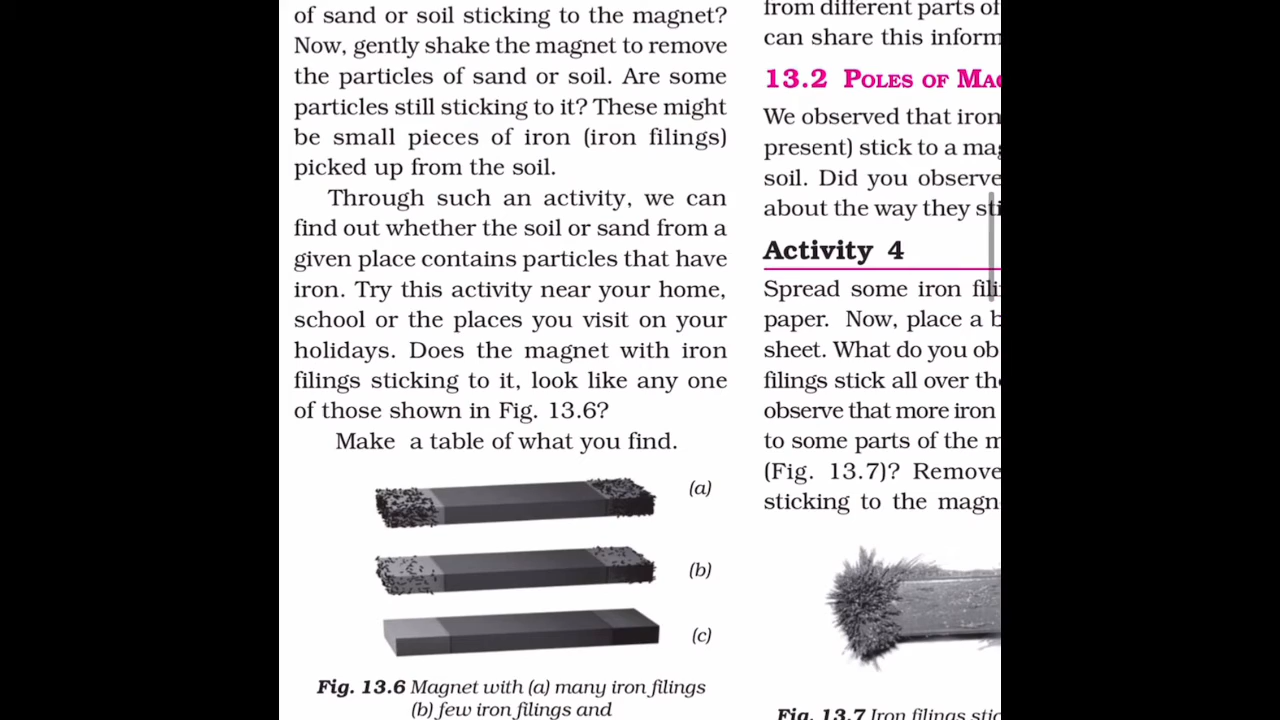 of sand or soil sticking to the magnet?
Now, gently shake the magnet to remove
the particles of sand or soil. Are some
particles still sticking to it? These might
be small pieces of iron (iron filings)
picked up from the soil.
Through such an activity, we can
find out whether the soil or sand from a
given place contains particles that have
iron. Try this activity near your home,
school or the places you visit on your
holidays. Does the magnet with iron
filings sticking to it, look like any one
of those shown in Fig. 13.6?
Make a table of what you find.
(a)
(b)
(c)
Fig. 13.6 Magnet with (a) many iron filings
(b) few iron filings and
from different parts of
can share this inform
13.2 POLES OF MAG
We observed that iron
present) stick to a mag
soil. Did you observe
about the way they sti
Activity 4
Spread some iron fili
paper. Now, place a b
sheet. What do you ob
filings stick all over the
observe that more iron
to some parts of the m
(Fig. 13.7)? Remove
sticking to the magn
Fig. 13.7 Iron filings stic